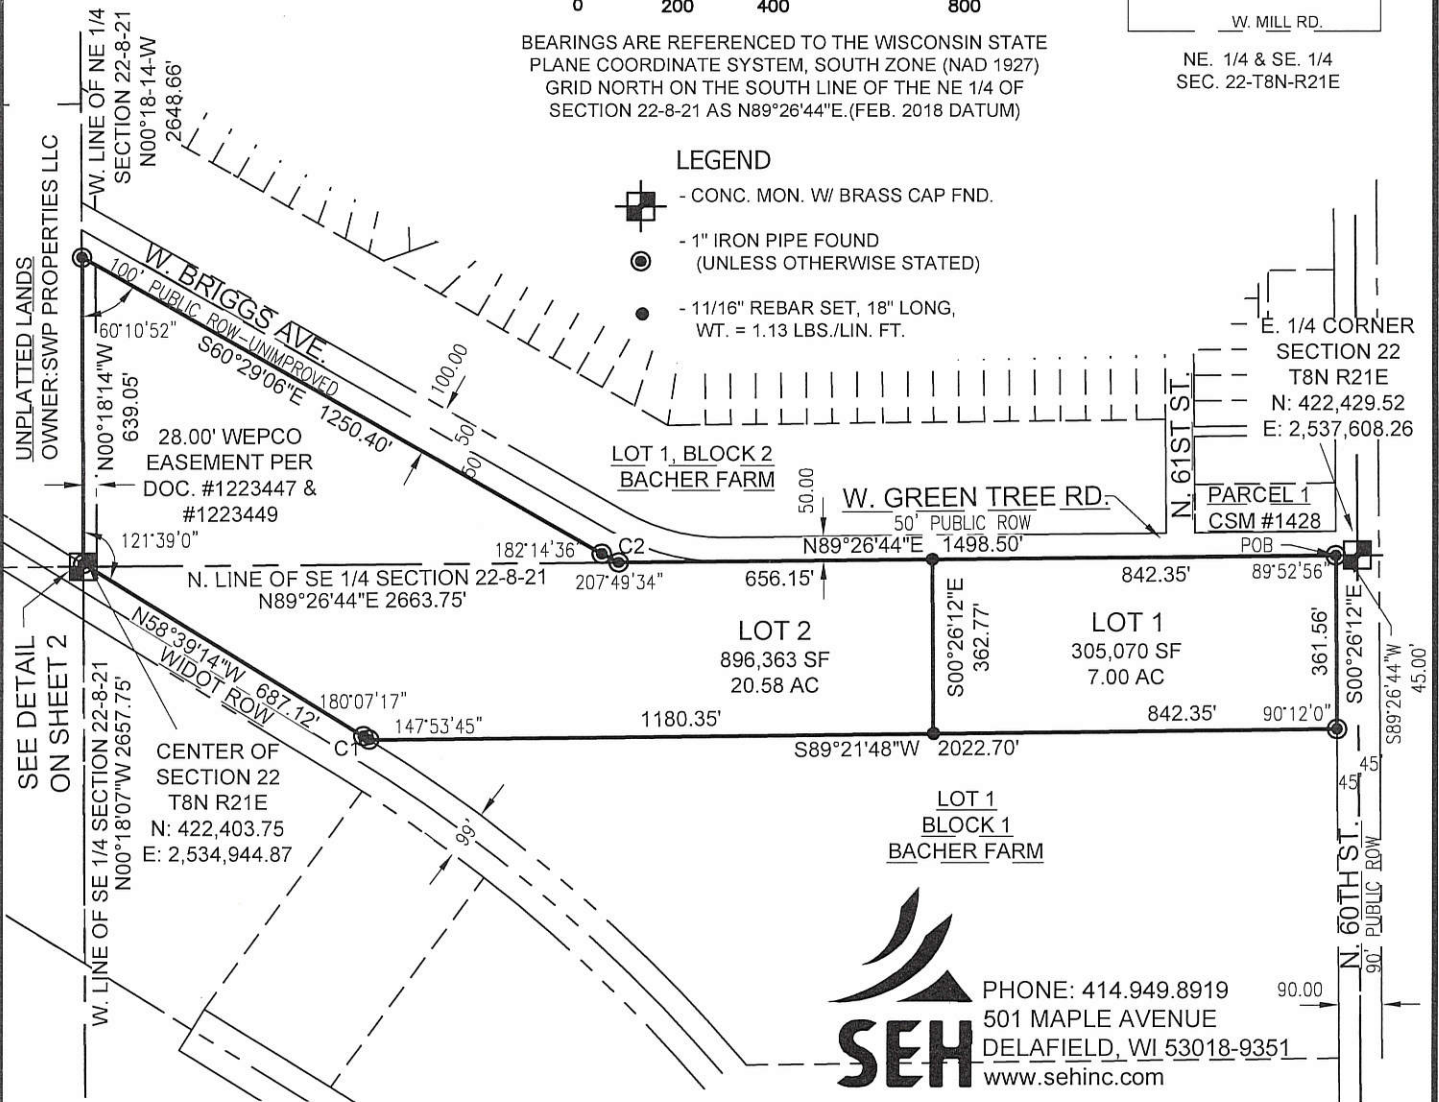 0 200 400 800
BEARINGS ARE REFERENCED TO THE WISCONSIN STATE
PLANE COORDINATE SYSTEM, SOUTH ZONE (NAD 1927)
GRID NORTH ON THE SOUTH LINE OF THE NE 1/4 OF
SECTION 22-8-21 AS N89°26'44"E.(FEB. 2018 DATUM)
W. MILL RD.
NE. 1/4 & SE. 1/4
SEC. 22-T8N-R21E
W. LINE OF NE 1/4
SECTION 22-8-21
N00°18-14-W
2648.66'
LEGEND
- CONC. MON. W/ BRASS CAP FND.
- 1" IRON PIPE FOUND
(UNLESS OTHERWISE STATED)
- 11/16" REBAR SET, 18" LONG,
WT. = 1.13 LBS./LIN. FT.
UNPLATTED LANDS
OWNER:SWP PROPERTIES LLC
W. BRIGGS AVE.
100' PUBLIC ROW-UNIMPROVED
S60°29'06"E 1250.40'
60°10'52"
N00°18'14"W
639.05'
100.00
50'
50'
28.00' WEPCO
EASEMENT PER
DOC. #1223447 &
#1223449
LOT 1, BLOCK 2
BACHER FARM
50.00
W. GREEN TREE RD.
50' PUBLIC ROW
N89°26'44"E 1498.50'
N. 61ST ST.
E. 1/4 CORNER
SECTION 22
T8N R21E
N: 422,429.52
E: 2,537,608.26
PARCEL 1
CSM #1428
POB
89°52'56"
121°39'0"
182°14'36"
C2
207°49'34"
N. LINE OF SE 1/4 SECTION 22-8-21
N89°26'44"E 2663.75'
656.15'
842.35'
LOT 2
896,363 SF
20.58 AC
S00°26'12"E
362.77'
LOT 1
305,070 SF
7.00 AC
361.56'
S00°26'12"E
S89°26'44"W
45.00'
SEE DETAIL
ON SHEET 2
N58°39'14"W 687.12'
WIDOT ROW
180°07'17"
147°53'45"
C1
1180.35'
842.35'
90°12'0"
S89°21'48"W 2022.70'
W. LINE OF SE 1/4 SECTION 22-8-21
N00°18'07"W 2657.75'
CENTER OF
SECTION 22
T8N R21E
N: 422,403.75
E: 2,534,944.87
99'
LOT 1
BLOCK 1
BACHER FARM
45'
45'
N. 60TH ST.
90' PUBLIC ROW
90.00
SEH
PHONE: 414.949.8919
501 MAPLE AVENUE
DELAFIELD, WI 53018-9351
www.sehinc.com